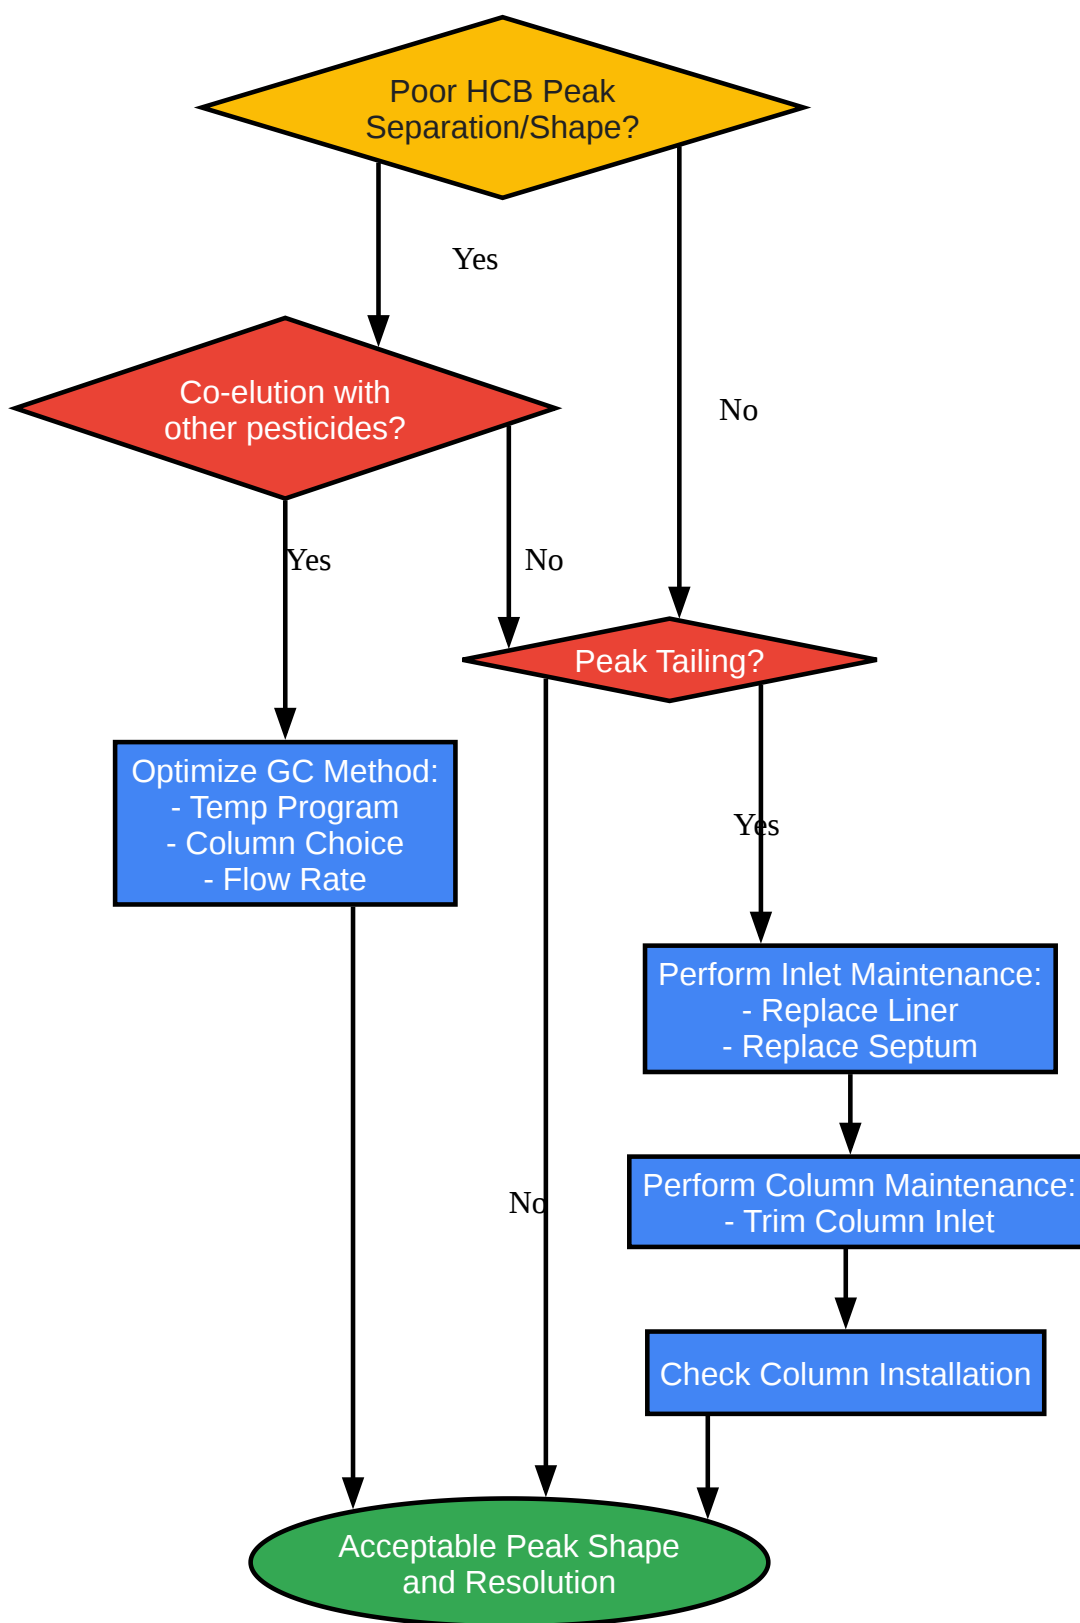 Poor HCB Peak
Separation/Shape?
Yes
Co-elution with
other pesticides?
No
Yes
No
Peak Tailing?
Optimize GC Method:
- Temp Program
- Column Choice
- Flow Rate
Yes
Perform Inlet Maintenance:
- Replace Liner
- Replace Septum
Perform Column Maintenance:
- Trim Column Inlet
No
Check Column Installation
Acceptable Peak Shape
and Resolution